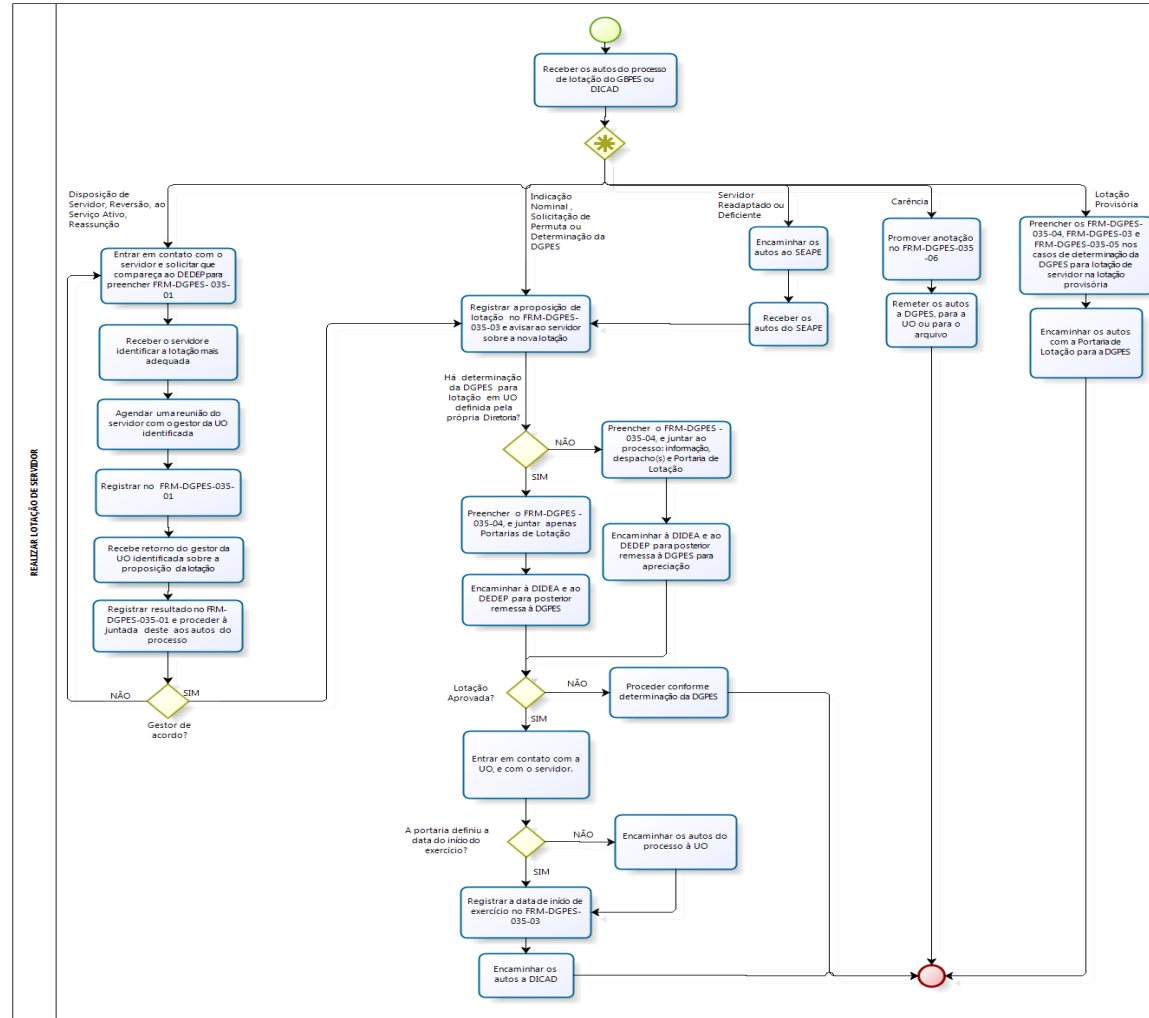 REALIZAR LOTAÇÃO DE SERVIDOR
Receber os autos do processo
de lotação do GBPES ou
DICAD
Disposição de
Servidor, Reversão, ao
Serviço Ativo,
Reassunção
Entrar em contato com o
servidor e solicitar que
compareça ao DEDEP para
preencher FRM-DGPES- 035-
01
Receber o servidor e
identificar a lotação mais
adequada
Agendar uma reunião do
servidor com o gestor da UO
identificada
Registrar no FRM-DGPES-035-
01
Recebe retorno do gestor da
UO identificada sobre a
proposição da lotação
Registrar resultado no FRM-
DGPES-035-01 e proceder à
juntada deste aos autos do
processo
NÃO
SIM
Gestor de
acordo?
Indicação
Nominal ,
Solicitação de
Permuta ou
Determinação da
DGPES
Registrar a proposição de
lotação no FRM-DGPES-
035-03 e avisar ao servidor
sobre a nova lotação
Há determinação
da DGPES para
lotação em UO
definida pela
própria Diretoria?
NÃO
SIM
Preencher o FRM-DGPES -
035-04, e juntar ao
processo: informação,
despacho(s) e Portaria de
Lotação
Preencher o FRM-DGPES -
035-04, e juntar apenas
Portarias de Lotação
Encaminhar à DIDEA e ao
DEDEP para posterior
remessa à DGPES para
apreciação
Encaminhar à DIDEA e ao
DEDEP para posterior
remessa à DGPES
Lotação
Aprovada?
NÃO
SIM
Proceder conforme
determinação da DGPES
Entrar em contato com a
UO, e com o servidor.
A portaria definiu a
data do início do
exercício?
NÃO
SIM
Encaminhar os autos do
processo à UO
Registrar a data de início de
exercício no FRM-DGPES-
035-03
Encaminhar os
autos a DICAD
Servidor
Readaptado ou
Deficiente
Encaminhar os
autos ao SEAPE
Receber os
autos do SEAPE
Carência
Promover anotação
no FRM-DGPES-035
-06
Remeter os autos
a DGPES, para a
UO ou para o
arquivo
Lotação
Provisória
Preencher os FRM-DGPES-
035-04, FRM-DGPES-03 e
FRM-DGPES-035-05 nos
casos de determinação da
DGPES para lotação de
servidor na lotação
provisória
Encaminhar os autos
com a Portaria de
Lotação para a DGPES